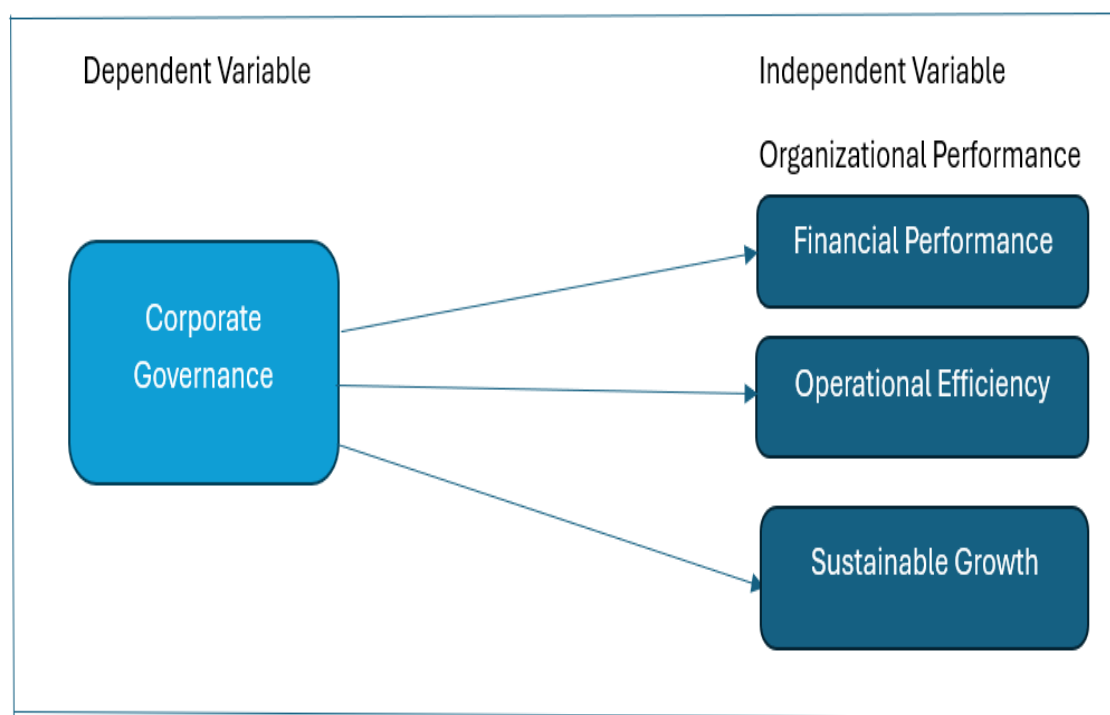 Dependent Variable
Independent Variable
Organizational Performance
Financial Performance
Corporate
Governance
Operational Efficiency
Sustainable Growth